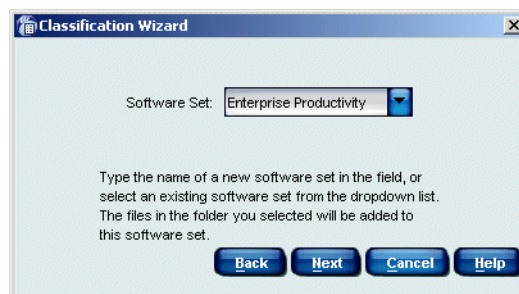 Classification Wizard
Software Set: Enterprise Productivity
Type the name of a new software set in the field, or
select an existing software set from the dropdown list.
The files in the folder you selected will be added to
this software set.
Back Next Cancel Help